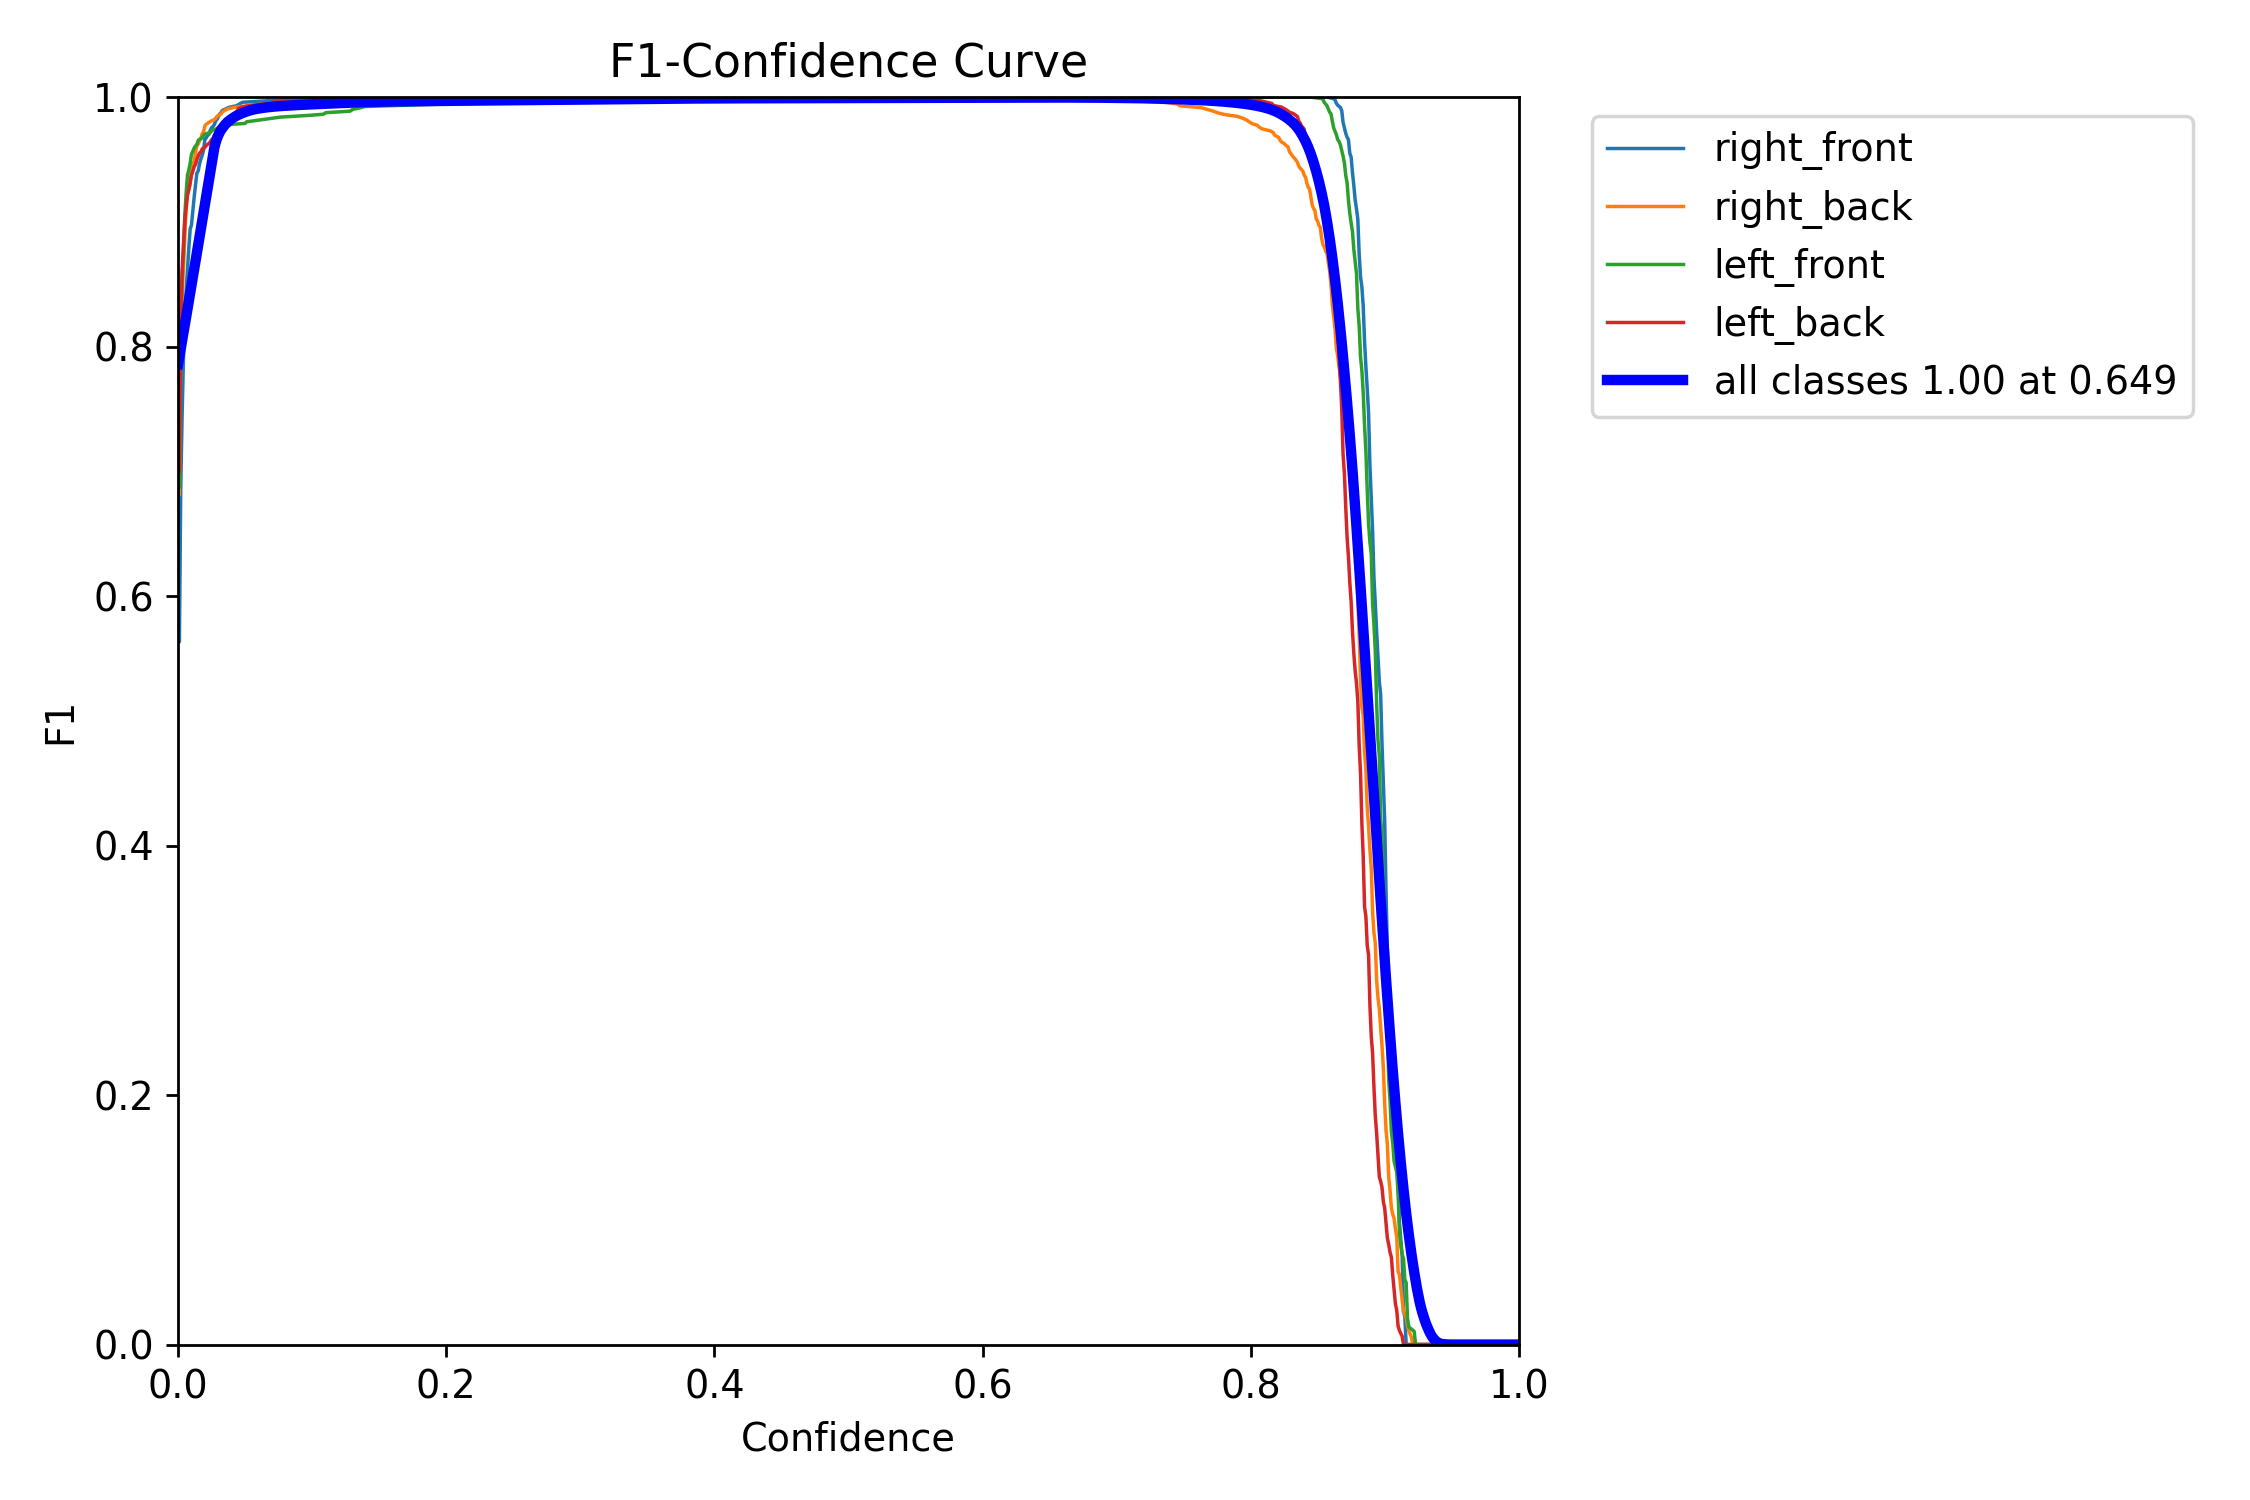 F1-Confidence Curve
1.0
0.8
0.6
0.4
0.2
0.0
F1
0.0 0.2 0.4 0.6 0.8 1.0
Confidence
right_front
right_back
left_front
left_back
all classes 1.00 at 0.649